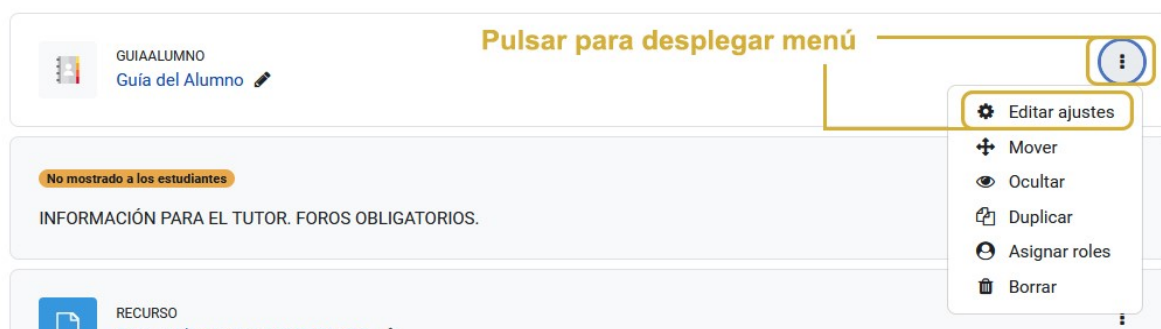 Pulsar para desplegar menú
GUIAALUMNO
Guía del Alumno
Editar ajustes
Mover
Ocultar
Duplicar
Asignar roles
Borrar
No mostrado a los estudiantes
INFORMACIÓN PARA EL TUTOR. FOROS OBLIGATORIOS.
RECURSO